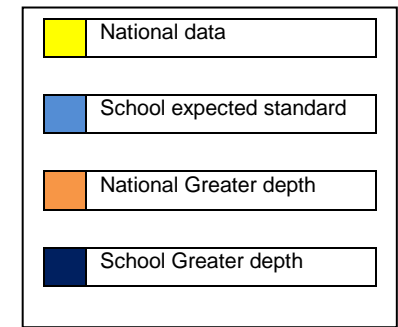 National data
School expected standard
National Greater depth
School Greater depth